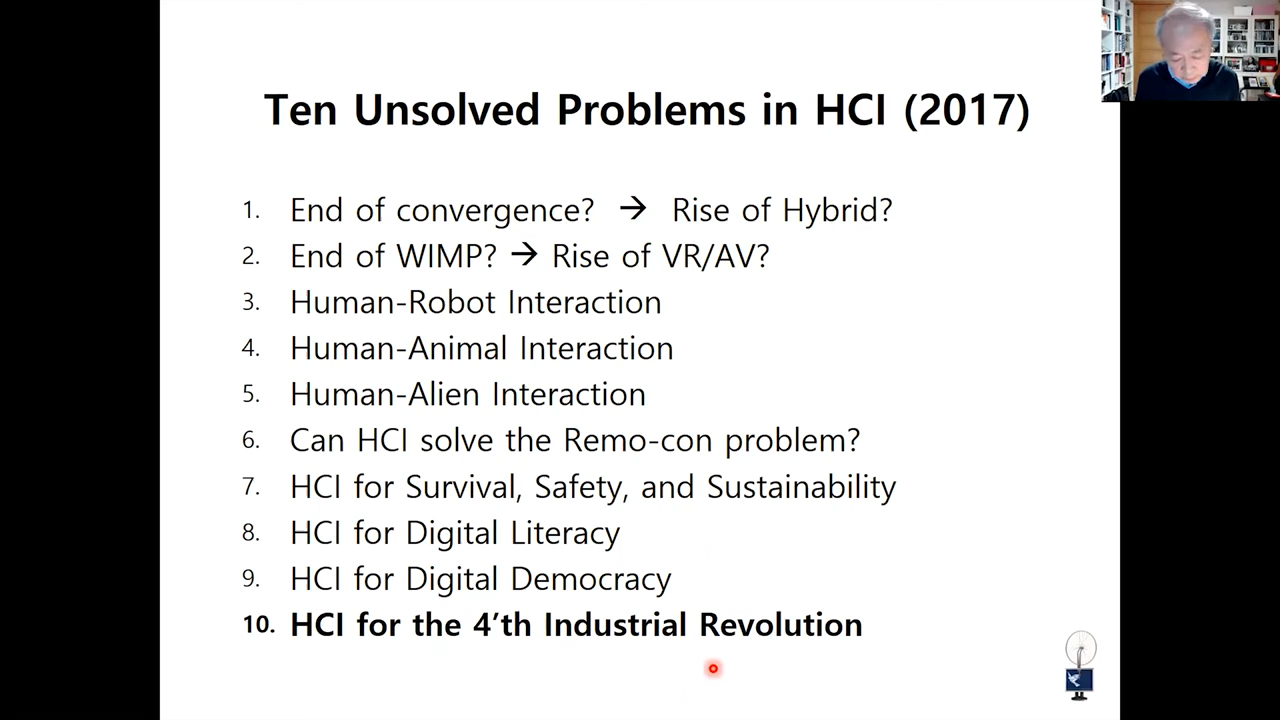 Ten Unsolved Problems in HCI (2017)
1. End of convergence? → Rise of Hybrid?
2. End of WIMP? → Rise of VR/AV?
3. Human-Robot Interaction
4. Human-Animal Interaction
5. Human-Alien Interaction
6. Can HCI solve the Remo-con problem?
7. HCI for Survival, Safety, and Sustainability
8. HCI for Digital Literacy
9. HCI for Digital Democracy
10. HCI for the 4’th Industrial Revolution